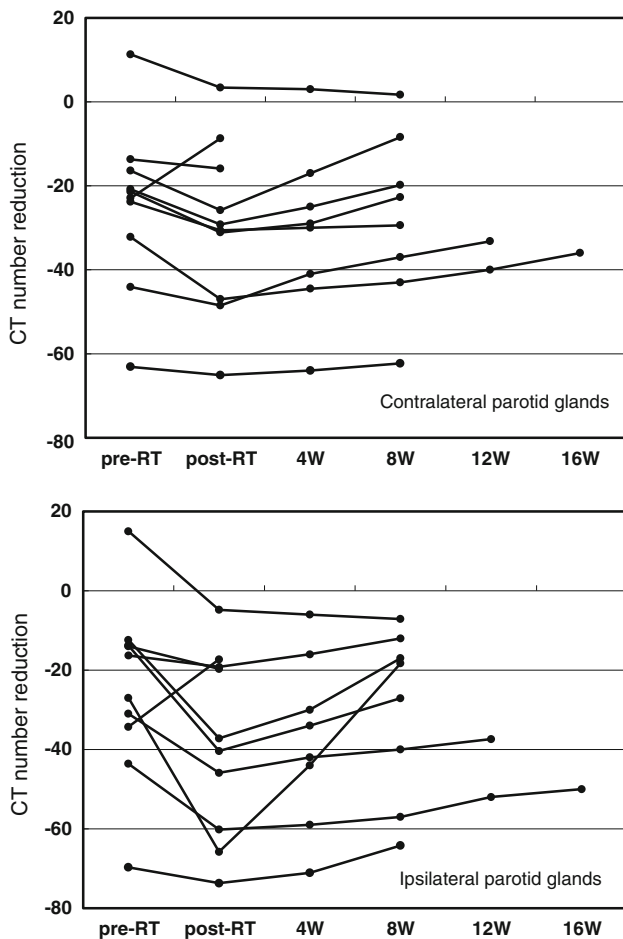 20
0
-20
-40
-60
-80
CT number reduction
Contralateral parotid glands
pre-RT post-RT 4W 8W 12W 16W
20
0
-20
-40
-60
-80
CT number reduction
Ipsilateral parotid glands
pre-RT post-RT 4W 8W 12W 16W